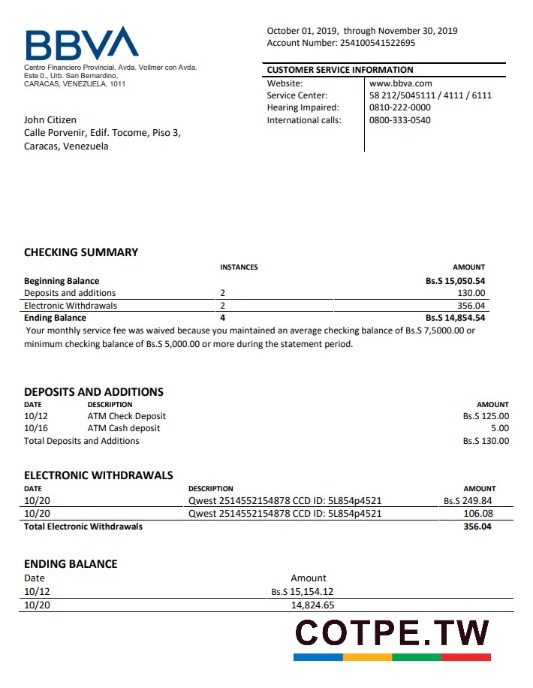 BBVA
Centro Financiero Provincial, Avda. Vollmer con Avda.
Este 0., Urb. San Bernardino,
CARACAS, VENEZUELA, 1011
October 01, 2019, through November 30, 2019
Account Number: 254100541522695
CUSTOMER SERVICE INFORMATION
Website: www.bbva.com
Service Center: 58 212/5045111 / 4111 / 6111
Hearing Impaired: 0810-222-0000
International calls: 0800-333-0540
John Citizen
Calle Porvenir, Edif. Tocome, Piso 3,
Caracas, Venezuela
CHECKING SUMMARY
INSTANCES AMOUNT
Beginning Balance Bs.S 15,050.54
Deposits and additions 2 130.00
Electronic Withdrawals 2 356.04
Ending Balance 4 Bs.S 14,854.54
Your monthly service fee was waived because you maintained an average checking balance of Bs.S 7,5000.00 or
minimum checking balance of Bs.S 5,000.00 or more during the statement period.
DEPOSITS AND ADDITIONS
DATE DESCRIPTION AMOUNT
10/12 ATM Check Deposit Bs.S 125.00
10/16 ATM Cash deposit 5.00
Total Deposits and Additions Bs.S 130.00
ELECTRONIC WITHDRAWALS
DATE DESCRIPTION AMOUNT
10/20 Qwest 2514552154878 CCD ID: 5L854p4521 Bs.S 249.84
10/20 Qwest 2514552154878 CCD ID: 5L854p4521 106.08
Total Electronic Withdrawals 356.04
ENDING BALANCE
Date Amount
10/12 Bs.S 15,154.12
10/20 14,824.65
COTPE.TW